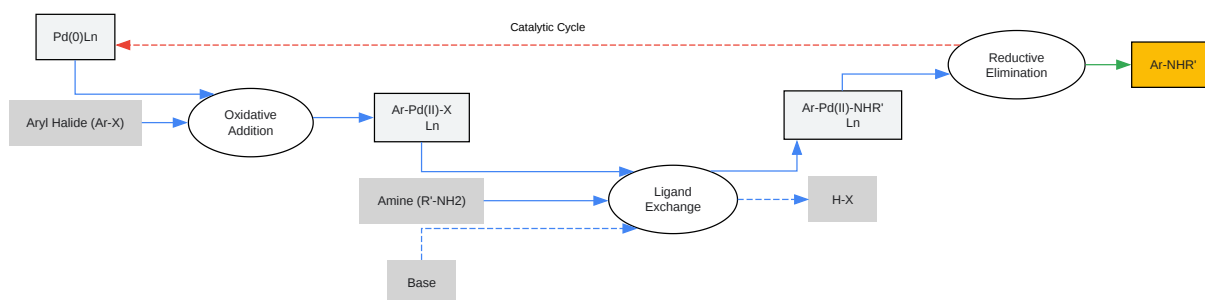 Catalytic Cycle
Pd(0)Ln
Reductive
Elimination
Ar-NHR'
Aryl Halide (Ar-X)
Oxidative
Addition
Ar-Pd(II)-X
Ln
Ar-Pd(II)-NHR'
Ln
Amine (R'-NH2)
Ligand
Exchange
H-X
Base